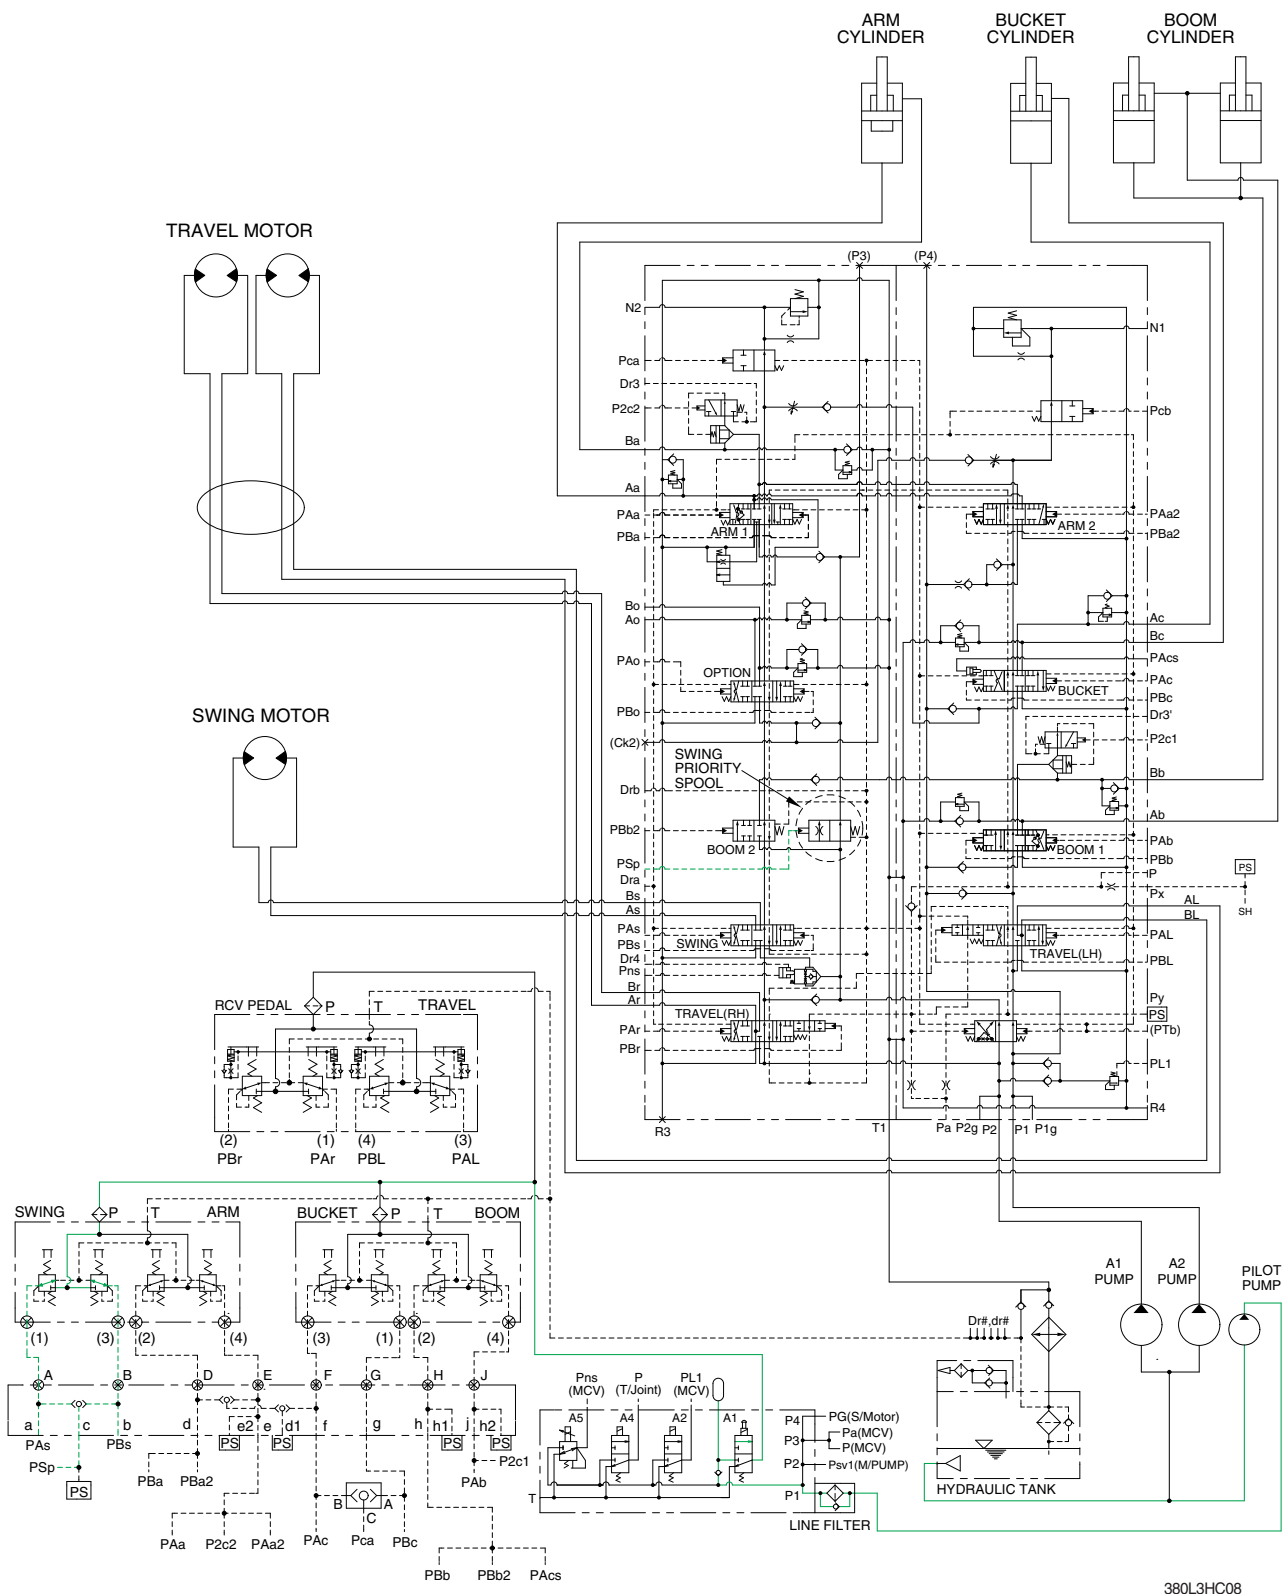 ARM
CYLINDER
BUCKET
CYLINDER
BOOM
CYLINDER
TRAVEL MOTOR
(P3)
(P4)
N2
N1
Pca
Dr3
P2c2
Pcb
Ba
Aa
PAa
ARM 1
ARM 2
PAa2
PBa
PBa2
Bo
Ao
Ac
Bc
PAo
PAcs
OPTION
PAc
BUCKET
PBo
PBc
Dr3'
SWING MOTOR
(Ck2)
P2c1
SWING
PRIORITY
SPOOL
Bb
Drb
Ab
PBb2
BOOM 2
BOOM 1
PAb
PBb
PSp
P
PS
Dra
Px
Bs
AL
SH
As
BL
PAs
PAL
PBs
SWING
TRAVEL(LH)
Dr4
PBL
Pns
Br
Py
Ar
PS
RCV PEDAL
P
T
TRAVEL
TRAVEL(RH)
PAr
(PTb)
PBr
PL1
R4
R3
T1
Pa
P2g
P2
P1
P1g
(2)
(1)
(4)
(3)
PBr
PAr
PBL
PAL
SWING
P
T
ARM
BUCKET
P
T
BOOM
A1
PUMP
A2
PUMP
PILOT
PUMP
(1)
(3)
(2)
(4)
(3)
(1)
(2)
(4)
Dr#,dr#
A
B
D
E
F
G
H
J
Pns
(MCV)
P
(T/Joint)
PL1
(MCV)
A5
A4
A2
A1
P4
PG(S/Motor)
a
c
b
d
e2
e
d1
f
g
h
h1
j
h2
P3
Pa(MCV)
P(MCV)
PAs
PBs
PS
PS
PS
PS
P2
Psv1(M/PUMP)
PSp
PBa
PBa2
P2c1
PAb
PS
T
P1
HYDRAULIC TANK
B
A
C
LINE FILTER
PAa
P2c2
PAa2
PAc
Pca
PBc
PBb
PBb2
PAcs
380L3HC08